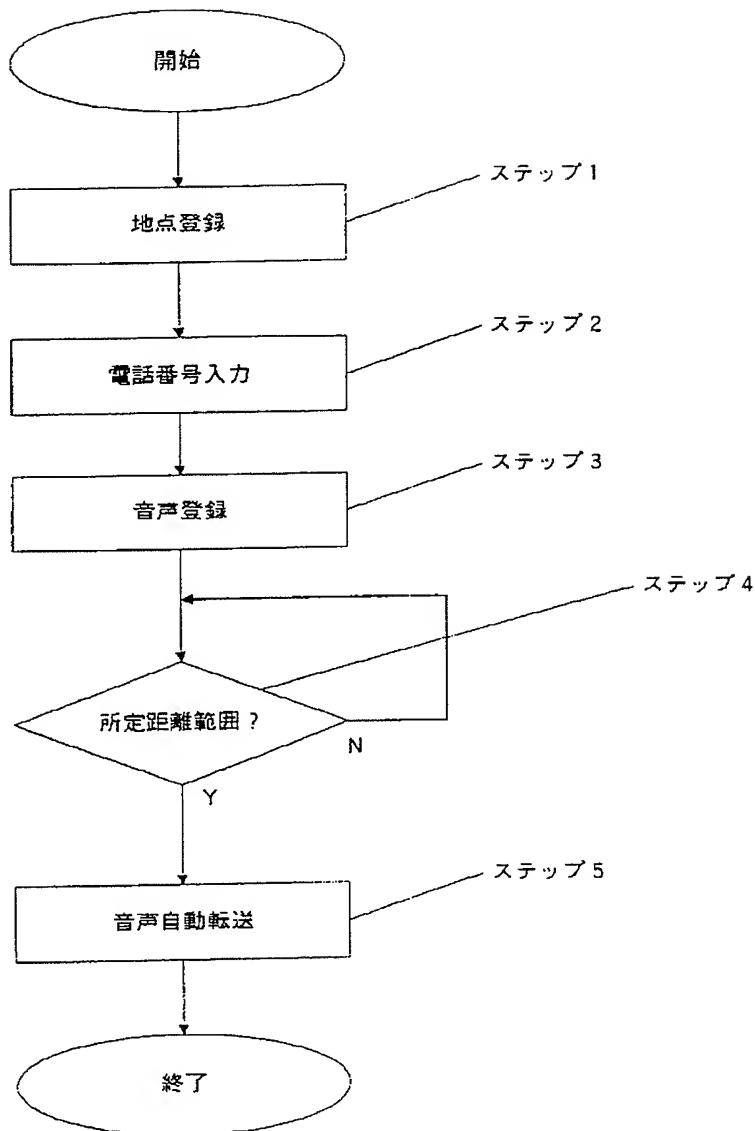 開始
ステップ1
地点登録
ステップ2
電話番号入力
ステップ3
音声登録
ステップ4
所定距離範囲?
N
Y
ステップ5
音声自動転送
終了